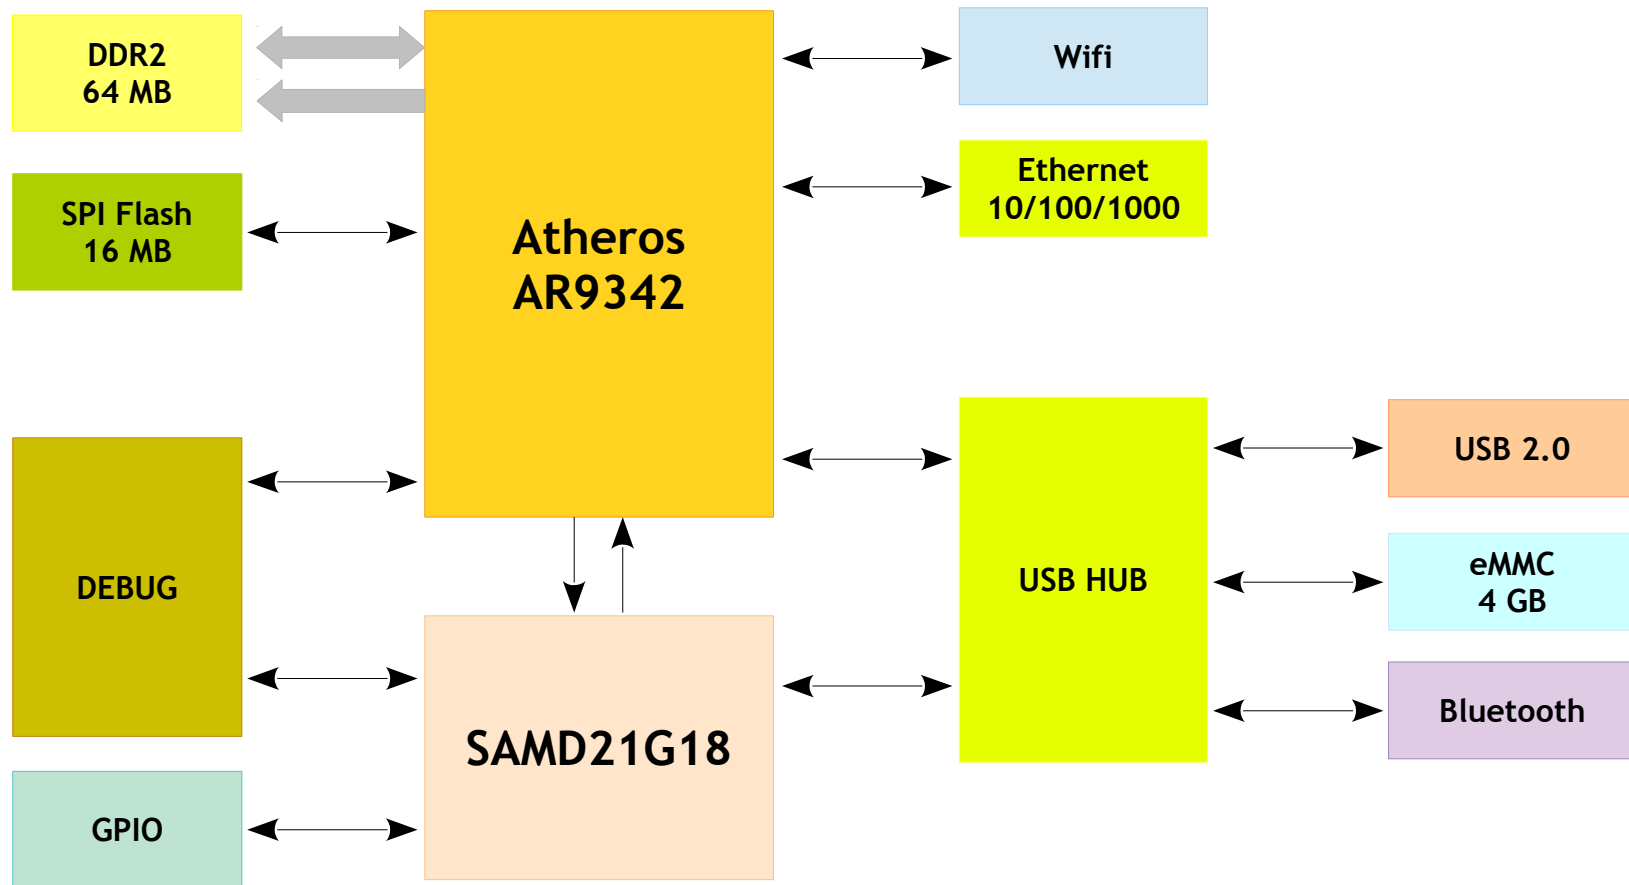 DDR2
64 MB
Wifi
Ethernet
10/100/1000
SPI Flash
16 MB
Atheros
AR9342
USB 2.0
DEBUG
USB HUB
eMMC
4 GB
SAMD21G18
Bluetooth
GPIO